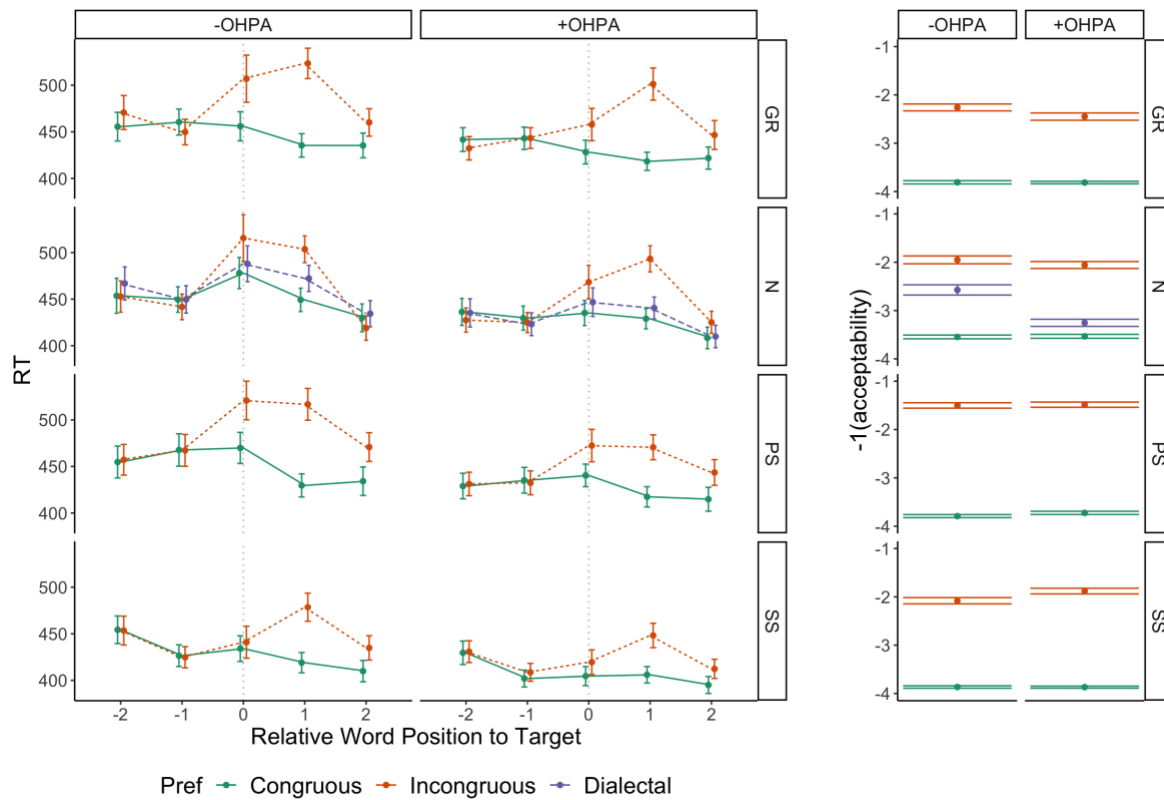 -OHPA +OHPA
-OHPA +OHPA
500
450
400
GR
500
450
400
N
500
450
400
PS
500
450
400
SS
RT
-2 -1 0 1 2
-2 -1 0 1 2
Relative Word Position to Target
Pref Congruous Incongruous Dialectal
-1
-2
-3
-4
GR
-1
-2
-3
-4
N
-1
-2
-3
-4
PS
-1
-2
-3
-4
SS
-1(acceptability)